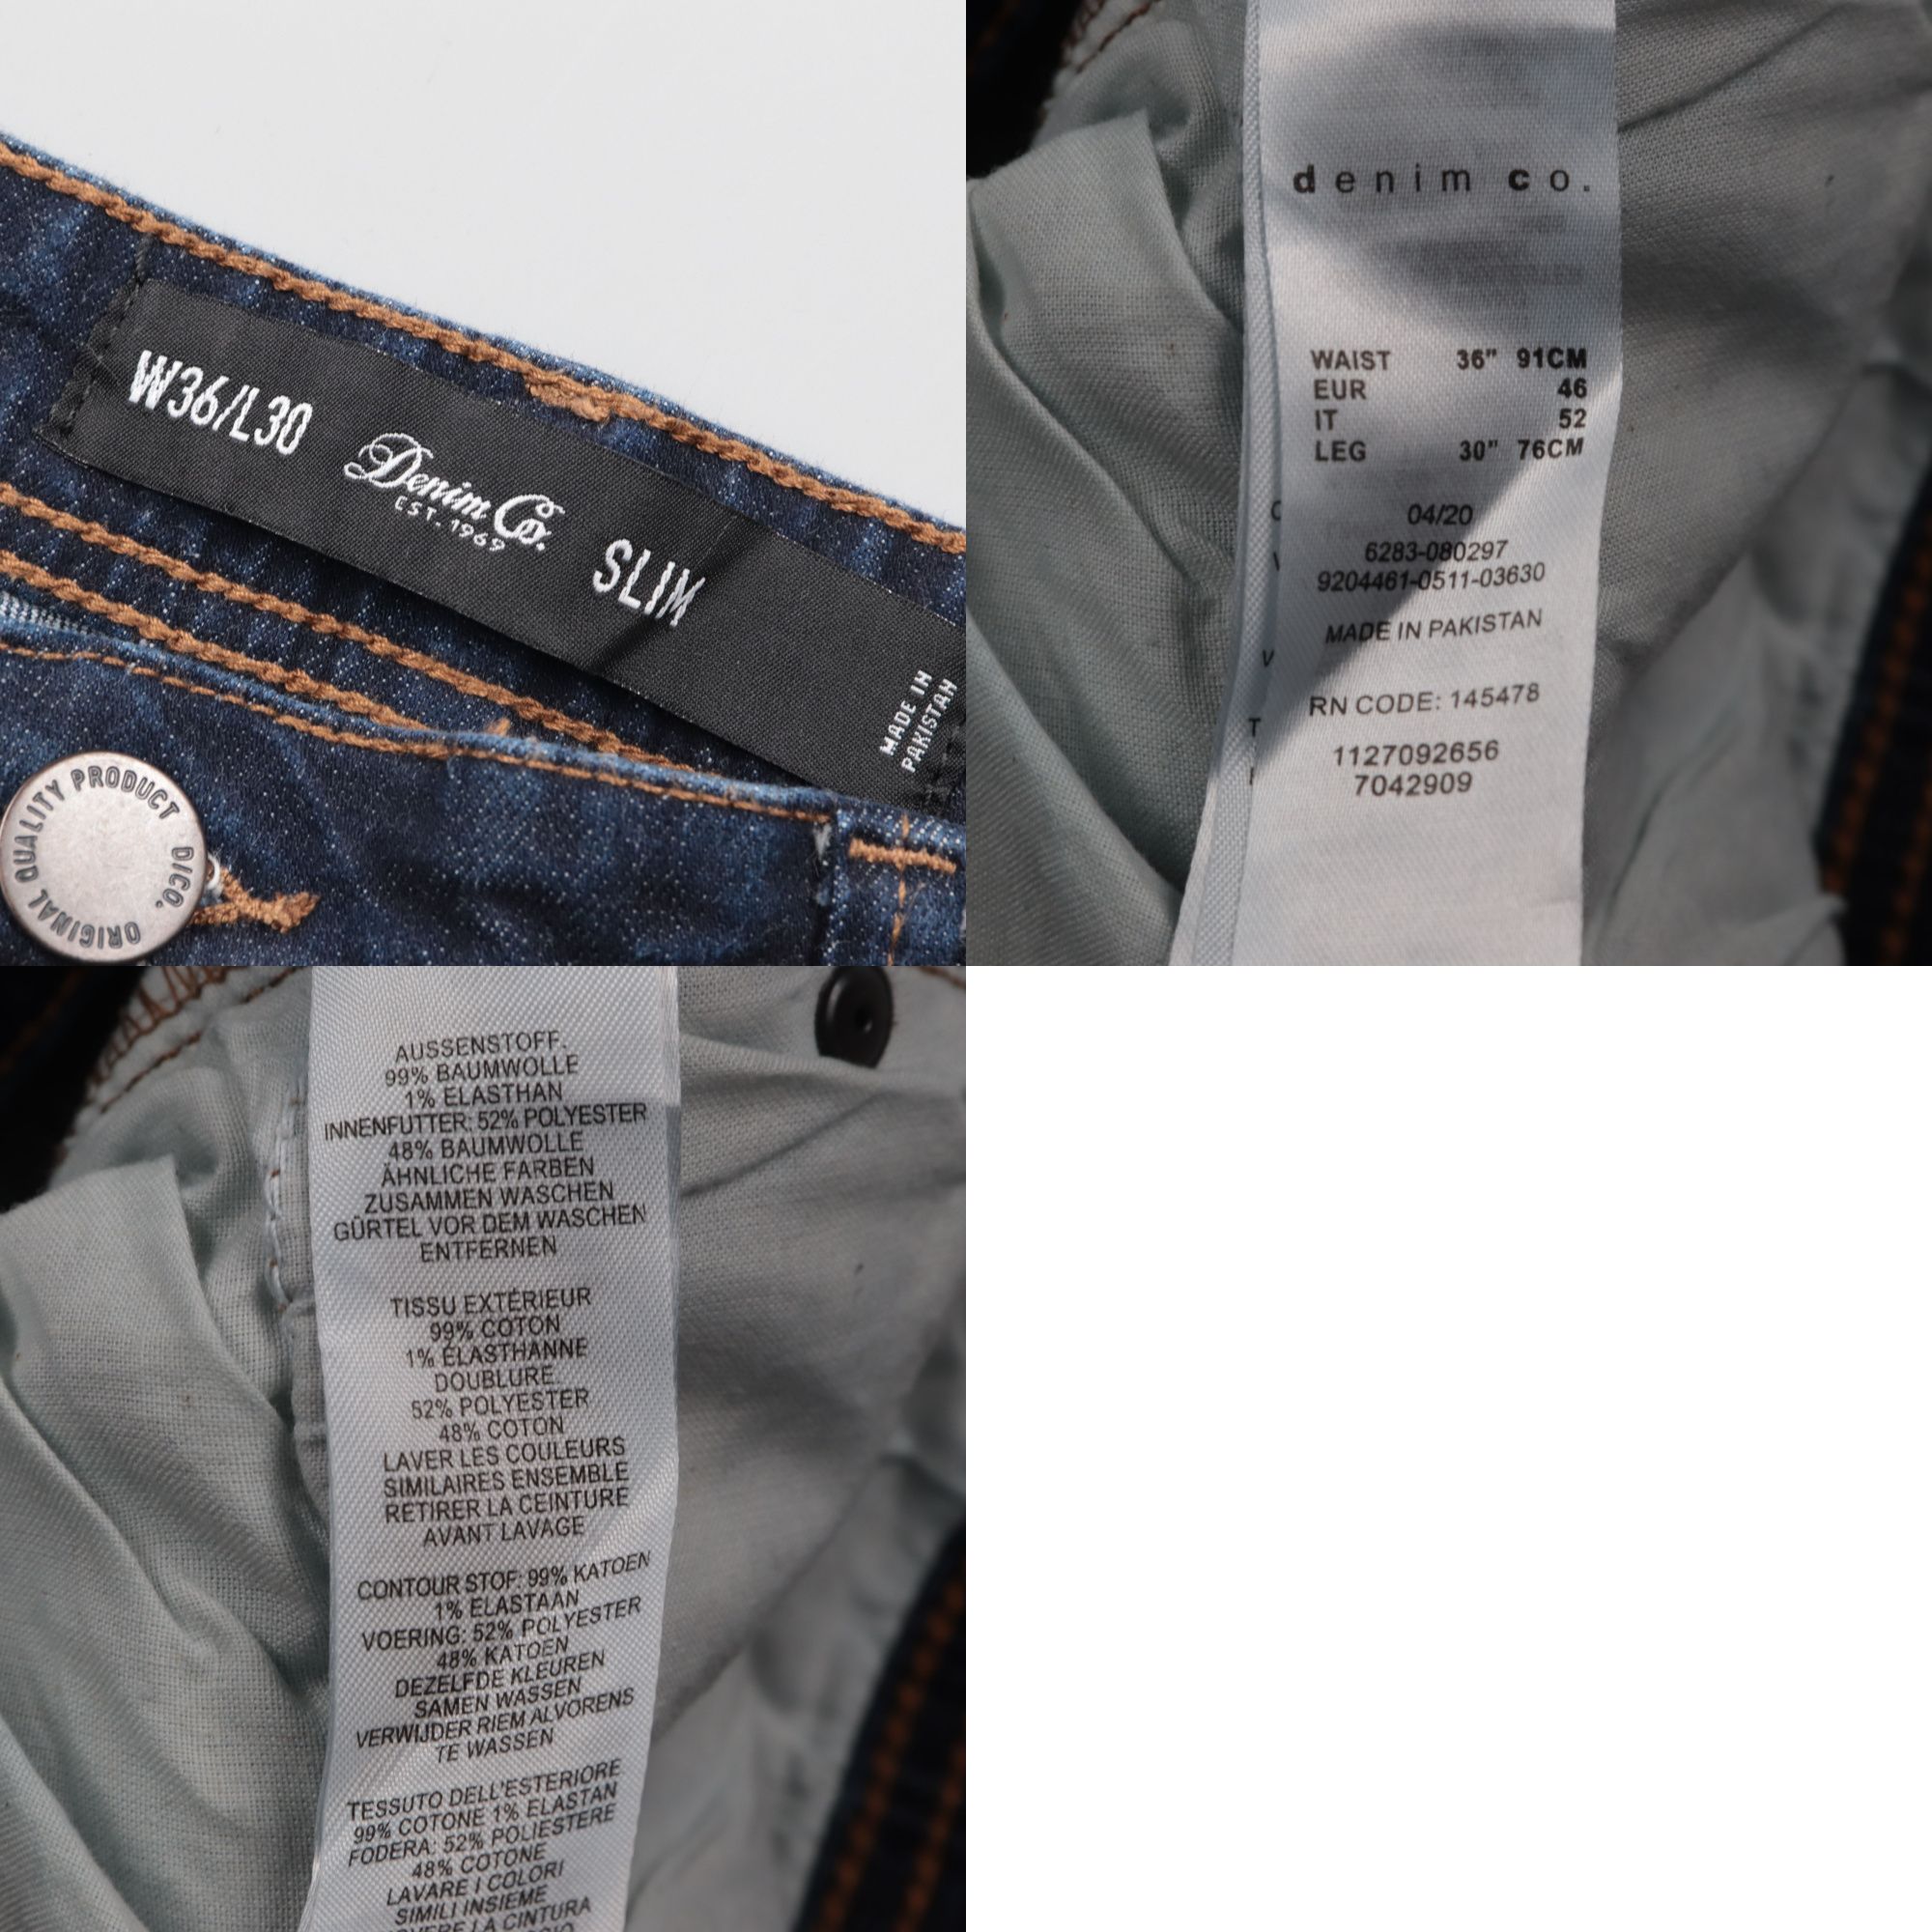 W36/L30
Denim Co.
EST. 1969
SLIM
MADE IN
PAKISTAN
ORIGINAL QUALITY PRODUCT D|CO.
denim co.
WAIST 36" 91CM
EUR 46
IT 52
LEG 30" 76CM
04/20
6283-080297
9204461-0511-03630
MADE IN PAKISTAN
RN CODE: 145478
1127092656
7042909
AUSSENSTOFF.
99% BAUMWOLLE
1% ELASTHAN
INNENFUTTER: 52% POLYESTER
48% BAUMWOLLE
ÄHNLICHE FARBEN
ZUSAMMEN WASCHEN
GÜRTEL VOR DEM WASCHEN
ENTFERNEN
TISSU EXTÉRIEUR
99% COTON
1% ÉLASTHANNE
DOUBLURE.
52% POLYESTER
48% COTON
LAVER LES COULEURS
SIMILAIRES ENSEMBLE
RETIRER LA CEINTURE
AVANT LAVAGE
CONTOUR STOF: 99% KATOEN
1% ELASTAAN
VOERING: 52% POLYESTER
48% KATOEN
DEZELFDE KLEUREN
SAMEN WASSEN
VERWIJDER RIEM ALVORENS
TE WASSEN
TESSUTO DELL'ESTERIORE
99% COTONE 1% ELASTAN
FODERA: 52% POLIESTERE
48% COTONE
LAVARE I COLORI
SIMILI INSIEME
LA CINTURA